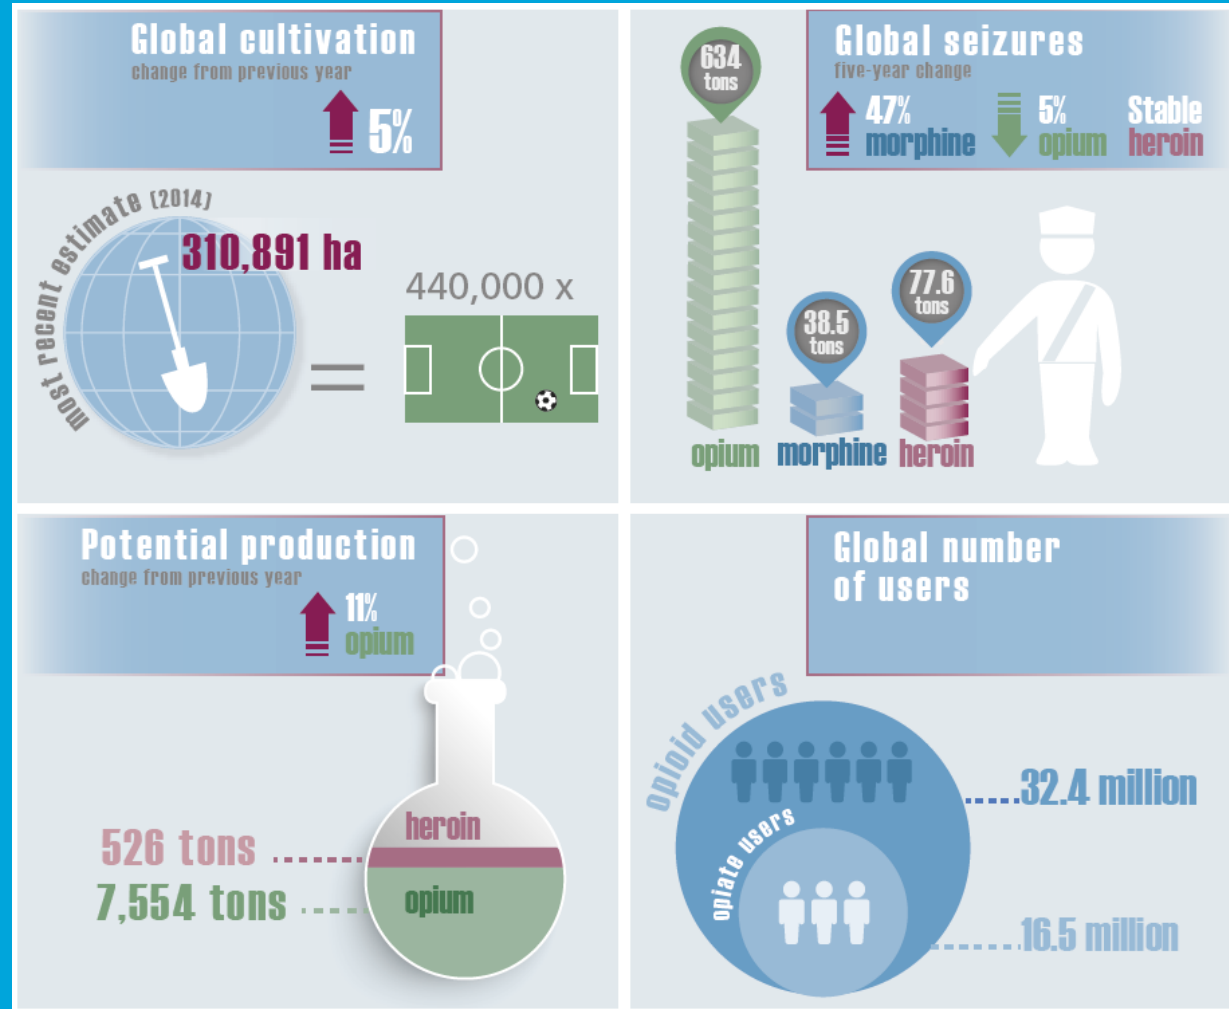 Global cultivation
change from previous year
5%
most recent estimate (2014)
310,891 ha
=
440,000 x
Global seizures
five-year change
47%
morphine
5%
opium
Stable
heroin
634
tons
38.5
tons
77.6
tons
opium
morphine
heroin
Potential production
change from previous year
11%
opium
heroin
526 tons
7,554 tons
opium
Global number
of users
opioid users
32.4 million
opiate users
16.5 million